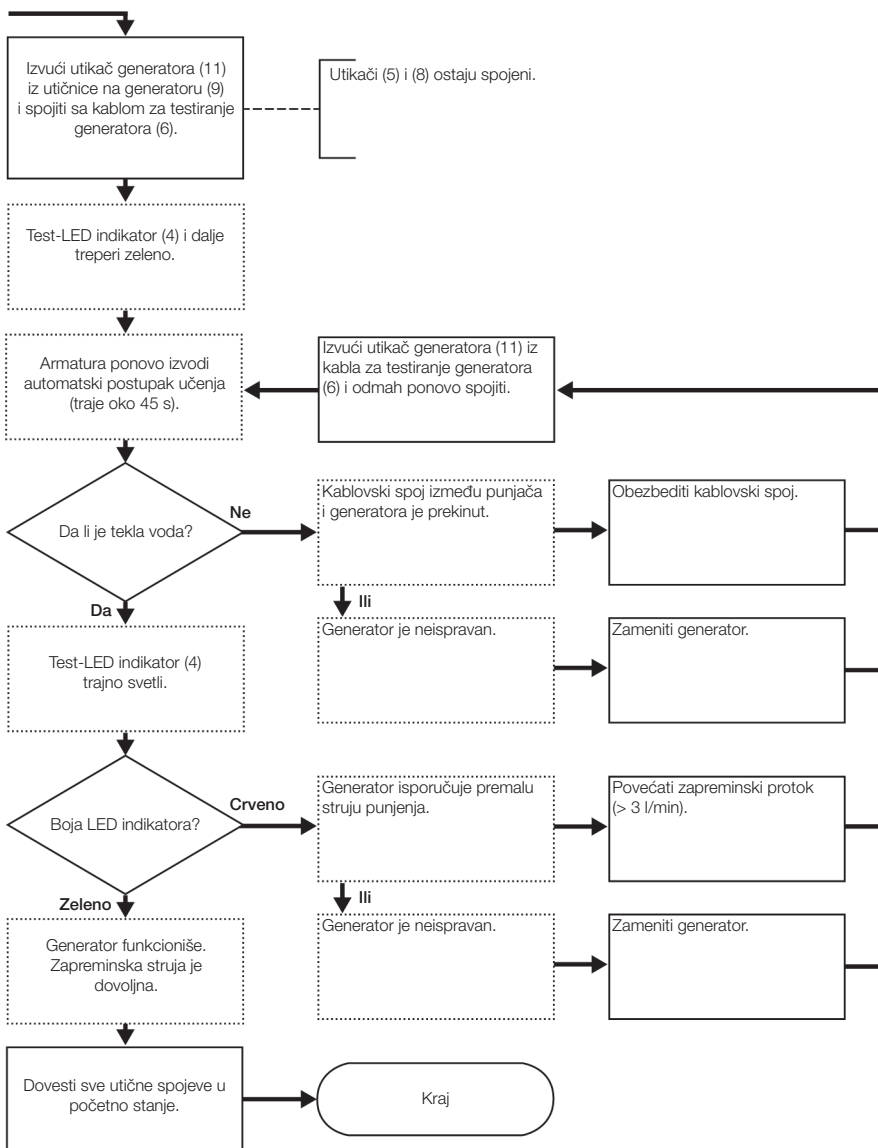 Izvući utikač generatora (11)
iz utičnice na generatoru (9)
i spojiti sa kablom za testiranje
generatora (6).
Utikači (5) i (8) ostaju spojeni.
Test-LED indikator (4) i dalje
treperi zeleno.
Armatura ponovo izvodi
automatski postupak učenja
(traje oko 45 s).
Izvući utikač generatora (11) iz
kabla za testiranje generatora
(6) i odmah ponovo spojiti.
Da li je tekla voda?
Ne
Kablovski spoj između punjača
i generatora je prekinut.
Obezbediti kablovski spoj.
Ili
Generator je neispravan.
Zameniti generator.
Da
Test-LED indikator (4)
trajno svetli.
Boja LED indikatora?
Crveno
Generator isporučuje premalu
struju punjenja.
Povećati zapreminski protok
(> 3 l/min).
Ili
Generator je neispravan.
Zameniti generator.
Zeleno
Generator funkcioniše.
Zapreminska struja je
dovoljna.
Dovesti sve utične spojeve u
početno stanje.
Kraj